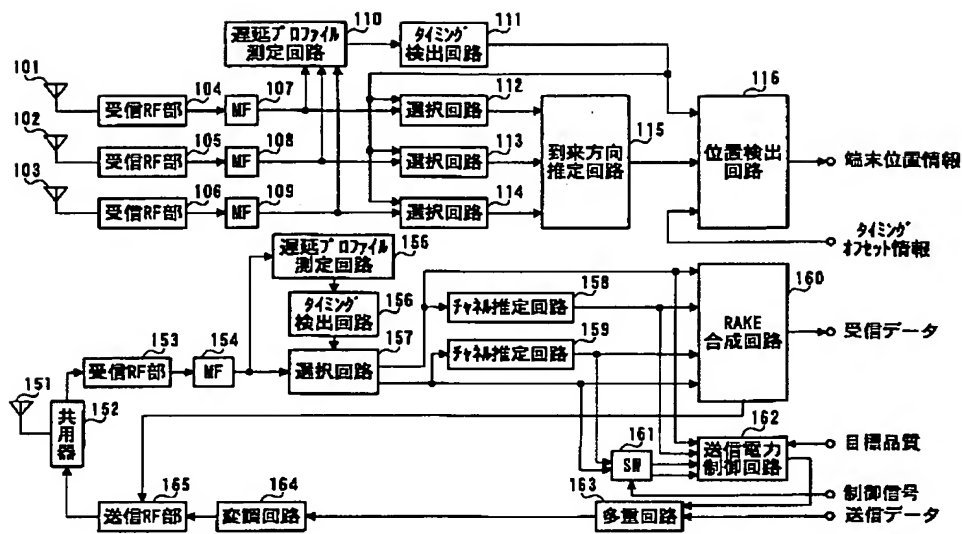 遅延プロファイル
測定回路
110
タイミング
検出回路
111
101
102
103
受信RF部
104
MF
107
受信RF部
105
MF
108
受信RF部
106
MF
109
選択回路
112
選択回路
113
選択回路
114
到来方向
推定回路
115
116
位置検出
回路
端末位置情報
タイミング
オフセット情報
遅延プロファイル
測定回路
155
タイミング
検出回路
156
157
選択回路
チャネル推定回路
158
チャネル推定回路
159
RAKE
合成回路
160
受信データ
151
共用器
152
153
受信RF部
154
MF
161
SW
162
送信電力
制御回路
目標品質
制御信号
送信データ
163
多重回路
164
変調回路
165
送信RF部